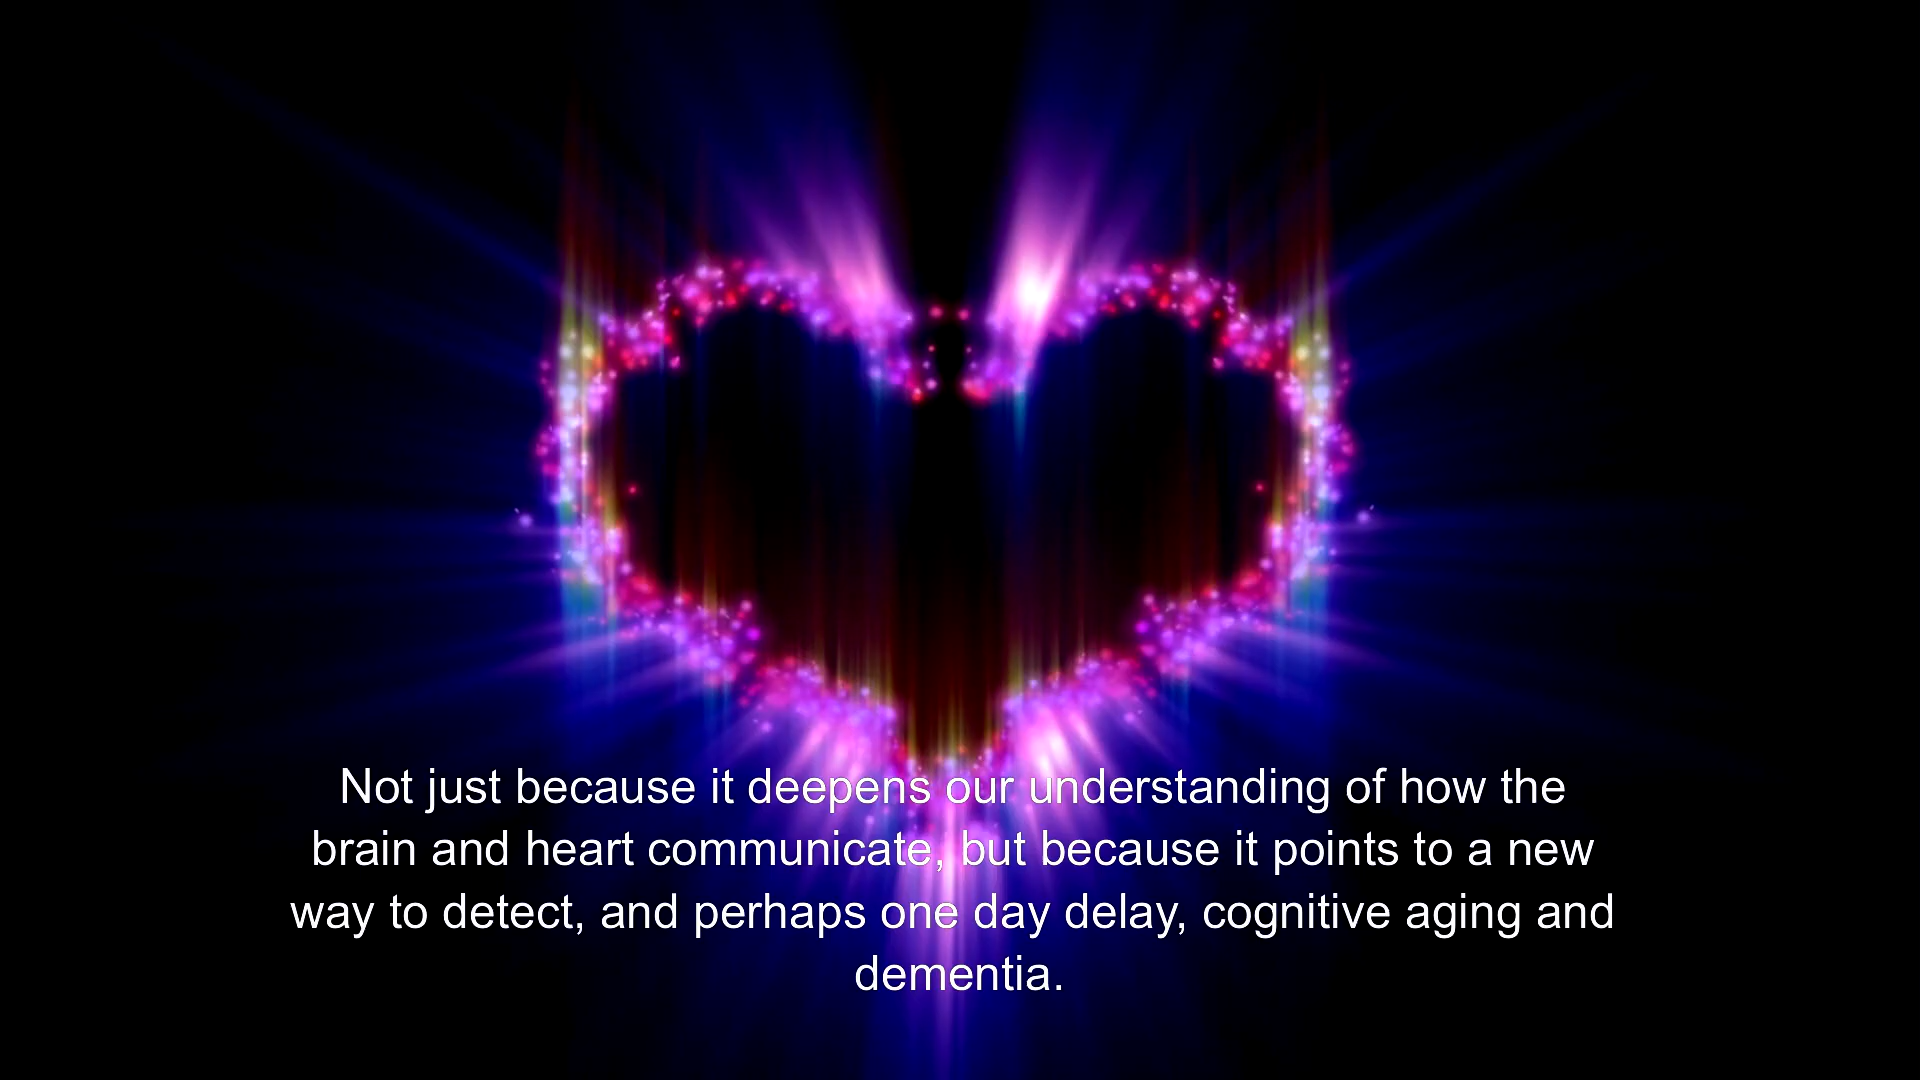 Not just because it deepens our understanding of how the
brain and heart communicate, but because it points to a new
way to detect, and perhaps one day delay, cognitive aging and
dementia.